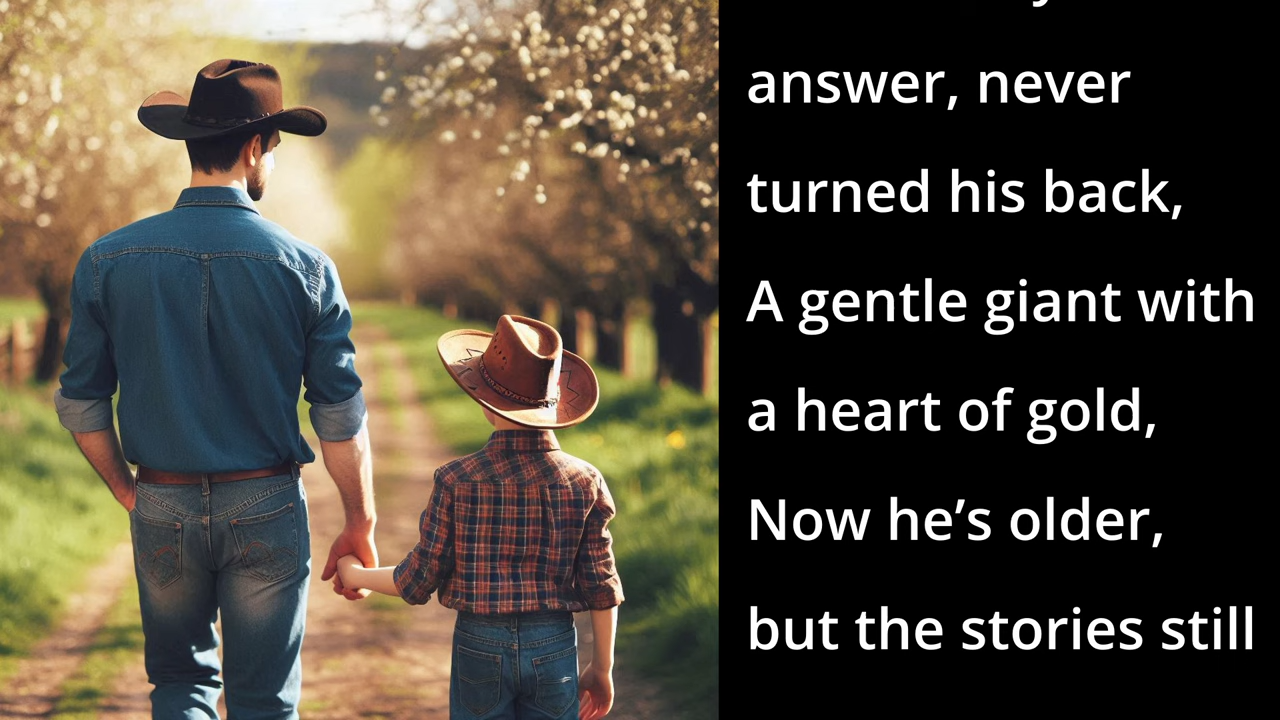 answer, never
turned his back,
A gentle giant with
a heart of gold,
Now he’s older,
but the stories still